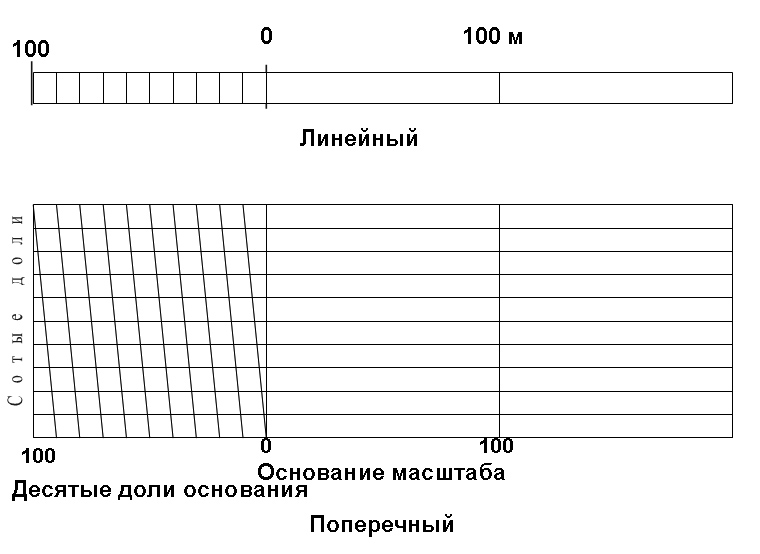 100 0 100 м
Линейный
Сотые доли
100 0 100
Основание масштаба
Десятые доли основания
Поперечный